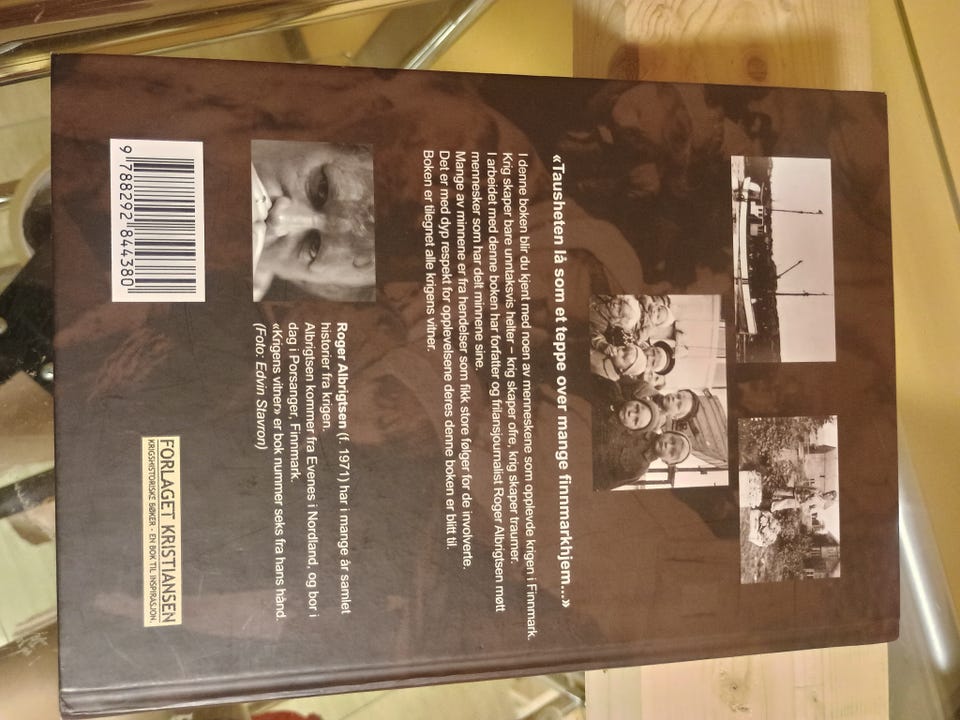 «Tausheten lå som et teppe over mange finnmarkhjem...»
I denne boken blir du kjent med noen av menneskene som opplevde krigen i Finnmark.
Krig skaper bare unntaksvis helter – krig skaper ofre, krig skaper traumer.
I arbeidet med denne boken har forfatter og frilansjournalist Roger Albrigtsen møtt
mennesker som har delt minnene sine.
Mange av minnene er fra hendelser som fikk store følger for de involverte.
Det er med dyp respekt for opplevelsene deres denne boken er blitt til.
Boken er tilegnet alle krigens vitner.
Roger Albrigtsen (f. 1971) har i mange år samlet
historier fra krigen.
Albrigtsen kommer fra Evenes i Nordland, og bor i
dag i Porsanger, Finnmark.
«Krigens vitner» er bok nummer seks fra hans hånd.
(Foto: Edvin Stavron)
9 788292 844380
FORLAGET KRISTIANSEN
KRIGSHISTORISKE BØKER - EN BOK TIL INSPIRASJON.